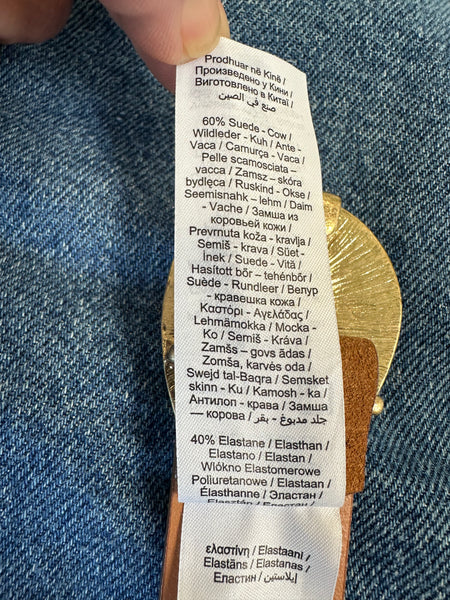 Prodhuar në Kinë /
Произведено у Кини /
Виготовлено в Китаї /
صنع في الصين
60% Suede - Cow /
Wildleder - Kuh / Ante -
Vaca / Camurça - Vaca /
Pelle scamosciata –
vacca / Zamsz – skóra
bydlęca / Ruskind - Okse /
Seemisnahk – lehm / Daim
- Vache / Замша из
коровьей кожи /
Prevrnuta koža - kravlja /
Semiš - krava / Süet -
İnek / Suede - Vită /
Hasított bőr – tehénbőr /
Suède - Rundleer / Велур
- кравешка кожа /
Καστόρι - Αγελάδας /
Lehmämokka / Mocka -
Ko / Semiš - Kráva /
Zamšs – govs ādas /
Zomša, karvės oda /
Swejd tal-Baqra / Semsket
skinn - Ku / Kamosh - ka /
Антилоп - крава / Замша
— корова / جلد مدبوغ - بقر
40% Elastane / Elasthan /
Elastano / Elastan /
Włókno Elastomerowe
Poliuretanowe / Elastaan /
Élasthanne / Эластан /
Elasztán / Еластан /
ελαστίνη / Elastaani /
Elastāns / Elastanas /
Еластин / إيلاستين